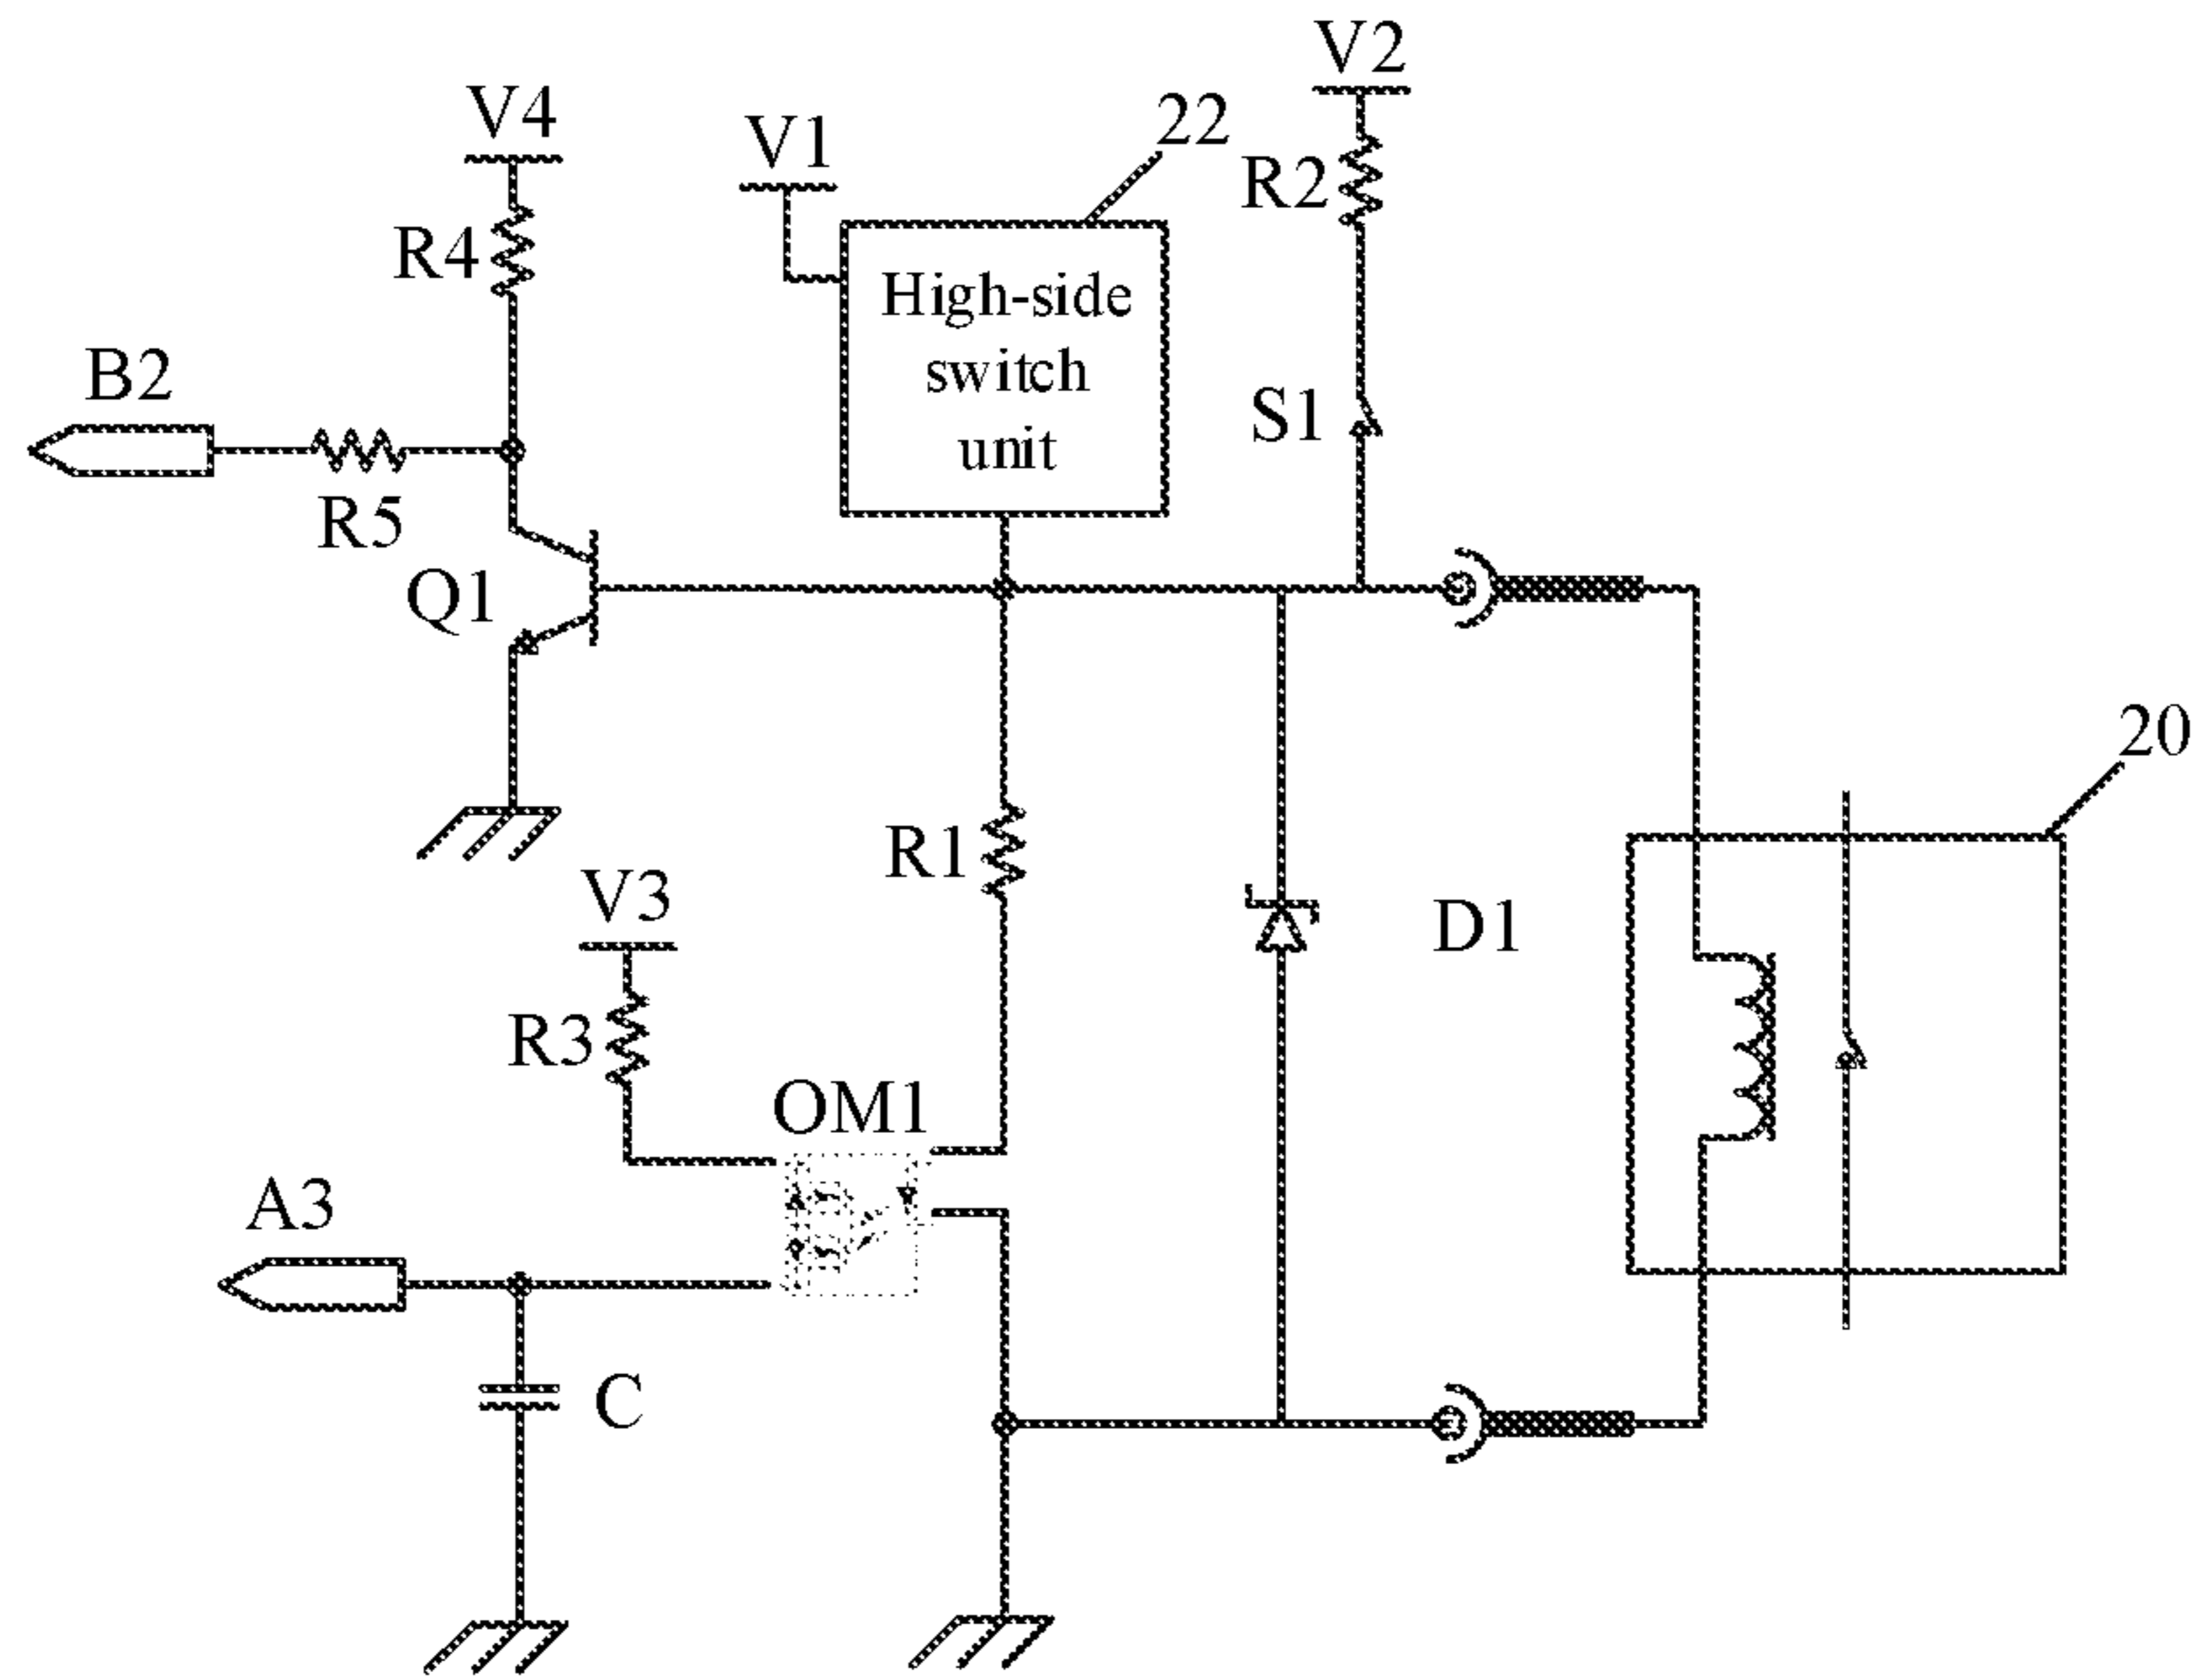 V2
V4
V1
22
R2
R4
High-side
switch
unit
B2
S1
R5
Q1
20
R1
V3
D1
R3
OM1
A3
C